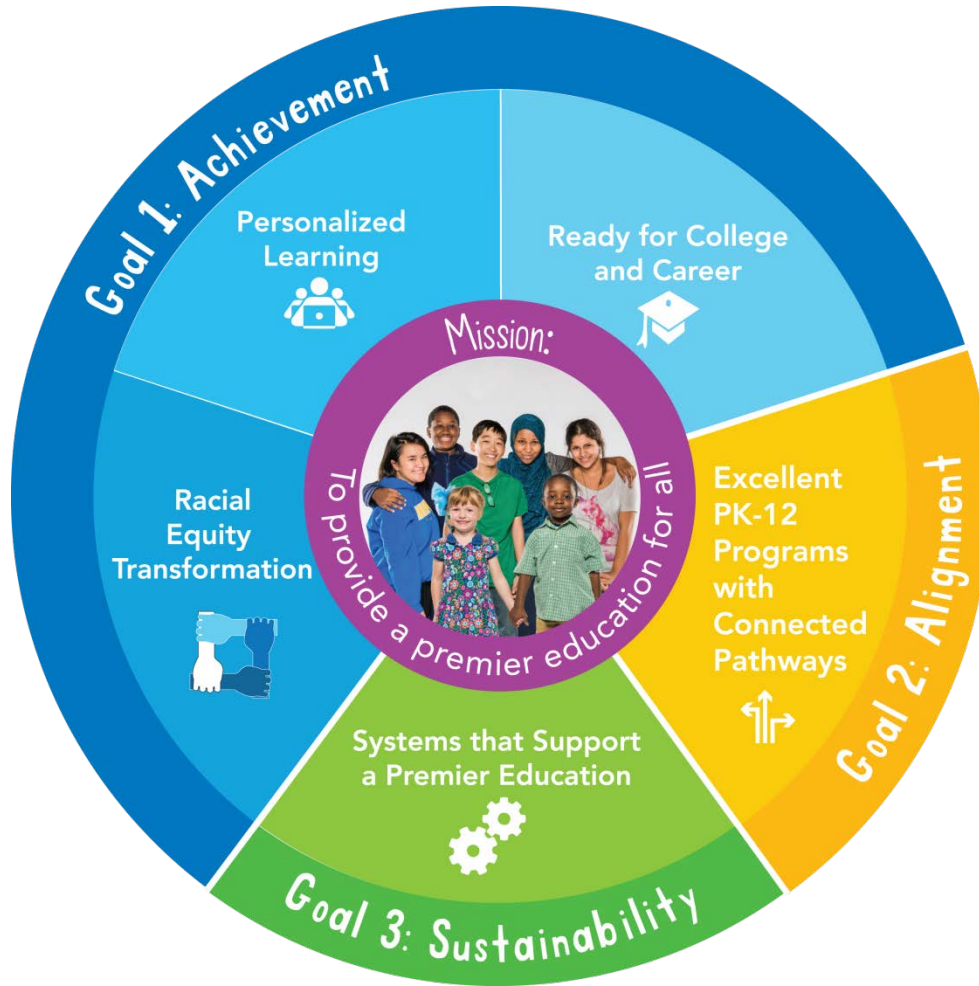 Goal 1: Achievement
Personalized
Learning
Ready for College
and Career
Racial
Equity
Transformation
Mission:
To provide a premier education for all
Excellent
PK-12
Programs
with
Connected
Pathways
Goal 2: Alignment
Systems that Support
a Premier Education
Goal 3: Sustainability